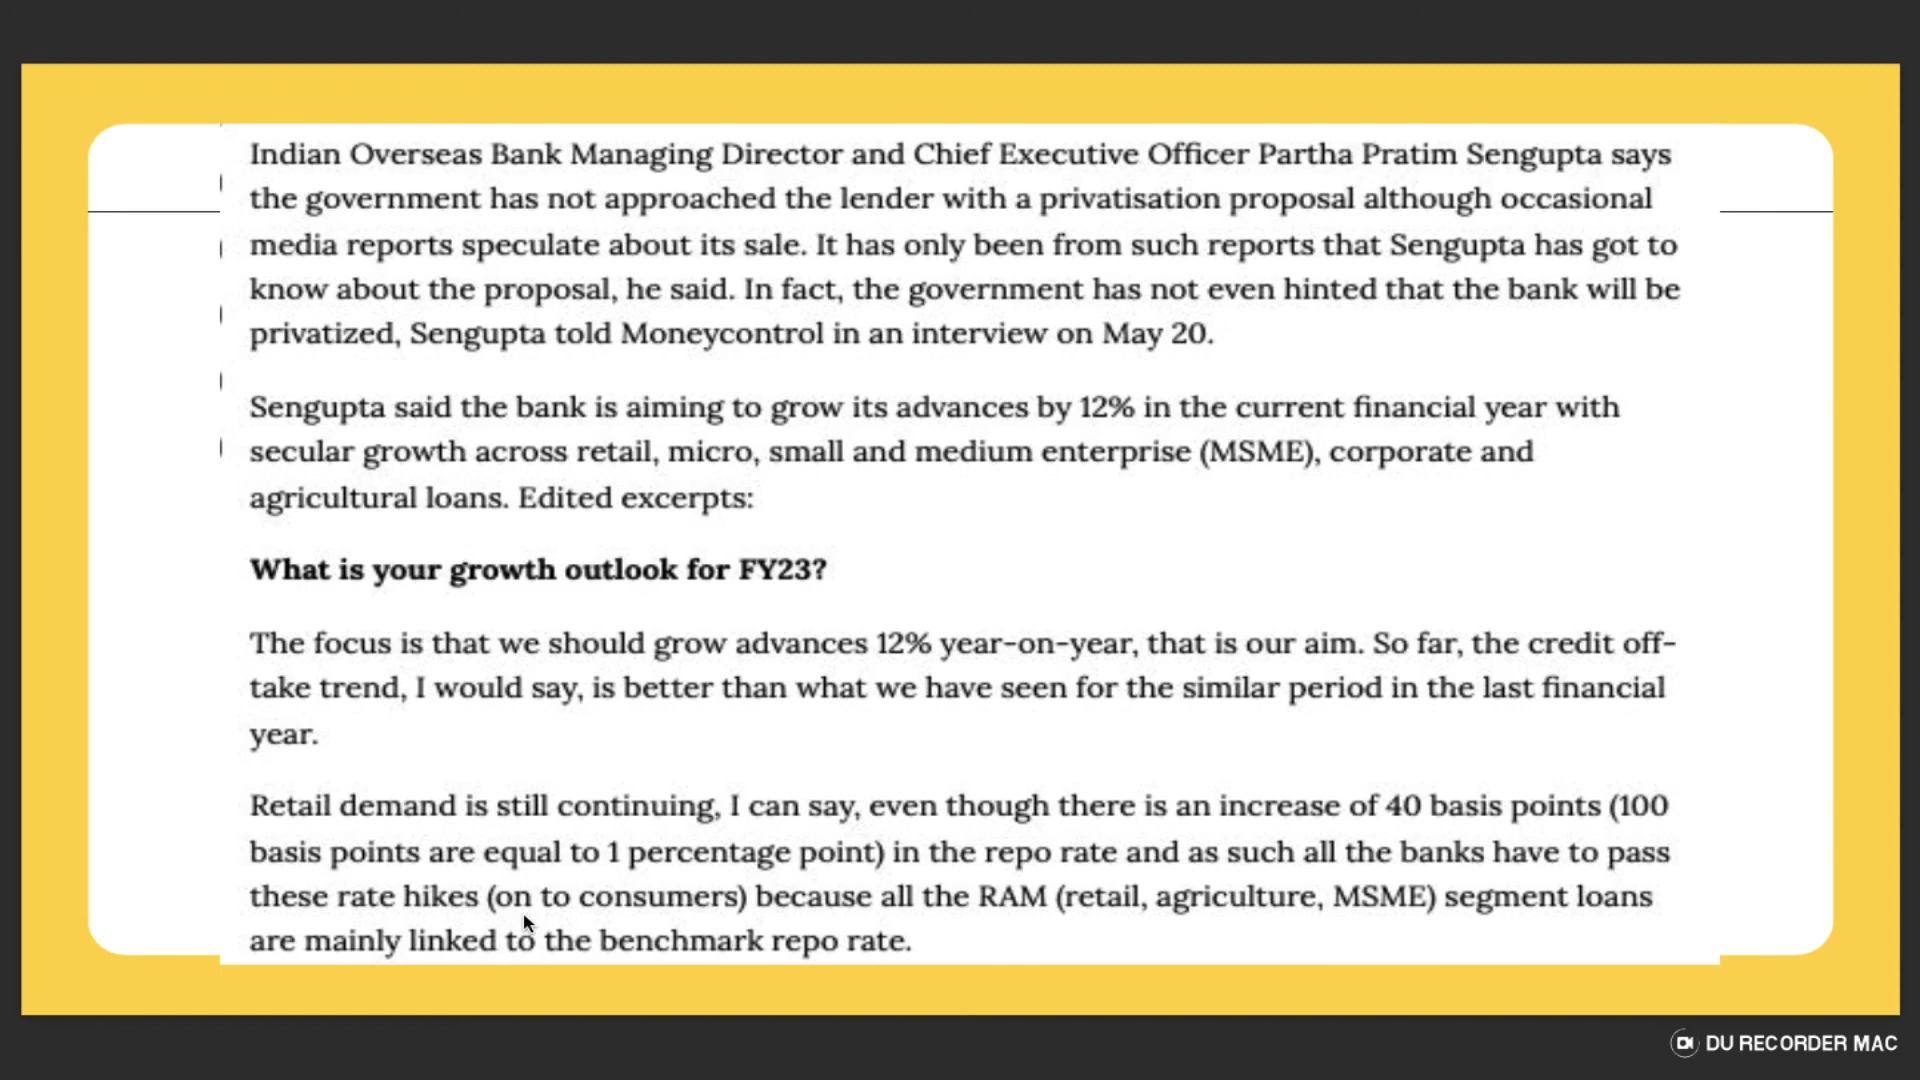 Indian Overseas Bank Managing Director and Chief Executive Officer Partha Pratim Sengupta says
the government has not approached the lender with a privatisation proposal although occasional
media reports speculate about its sale. It has only been from such reports that Sengupta has got to
know about the proposal, he said. In fact, the government has not even hinted that the bank will be
privatized, Sengupta told Moneycontrol in an interview on May 20.
Sengupta said the bank is aiming to grow its advances by 12% in the current financial year with
secular growth across retail, micro, small and medium enterprise (MSME), corporate and
agricultural loans. Edited excerpts:
What is your growth outlook for FY23?
The focus is that we should grow advances 12% year-on-year, that is our aim. So far, the credit off-
take trend, I would say, is better than what we have seen for the similar period in the last financial
year.
Retail demand is still continuing, I can say, even though there is an increase of 40 basis points (100
basis points are equal to 1 percentage point) in the repo rate and as such all the banks have to pass
these rate hikes (on to consumers) because all the RAM (retail, agriculture, MSME) segment loans
are mainly linked to the benchmark repo rate.
DU RECORDER MAC